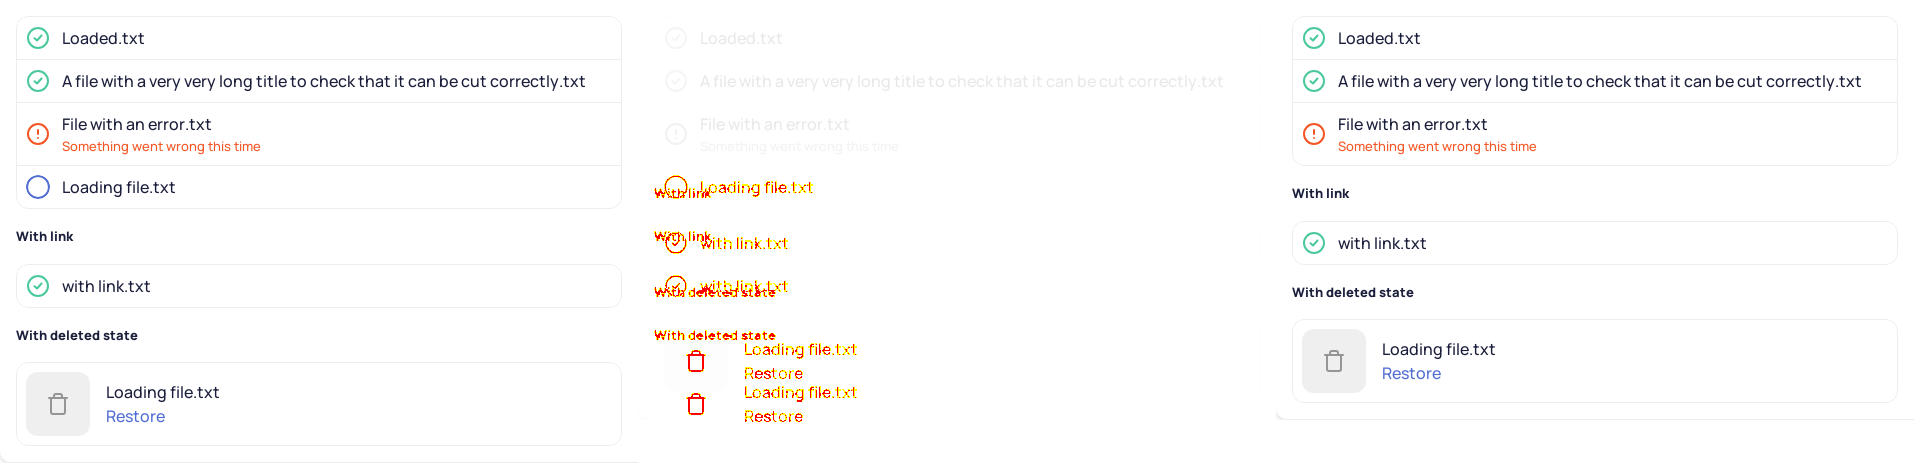 Loaded.txt
A file with a very very long title to check that it can be cut correctly.txt
File with an error.txt
Something went wrong this time
Loading file.txt
With link
with link.txt
With deleted state
Loading file.txt
Restore
Loaded.txt
A file with a very very long title to check that it can be cut correctly.txt
File with an error.txt
Something went wrong this time
Loading file.txt
With link
With link
with link.txt
with link.txt
With deleted state
With deleted state
Loading file.txt
Restore
Loading file.txt
Restore
Loaded.txt
A file with a very very long title to check that it can be cut correctly.txt
File with an error.txt
Something went wrong this time
With link
with link.txt
With deleted state
Loading file.txt
Restore